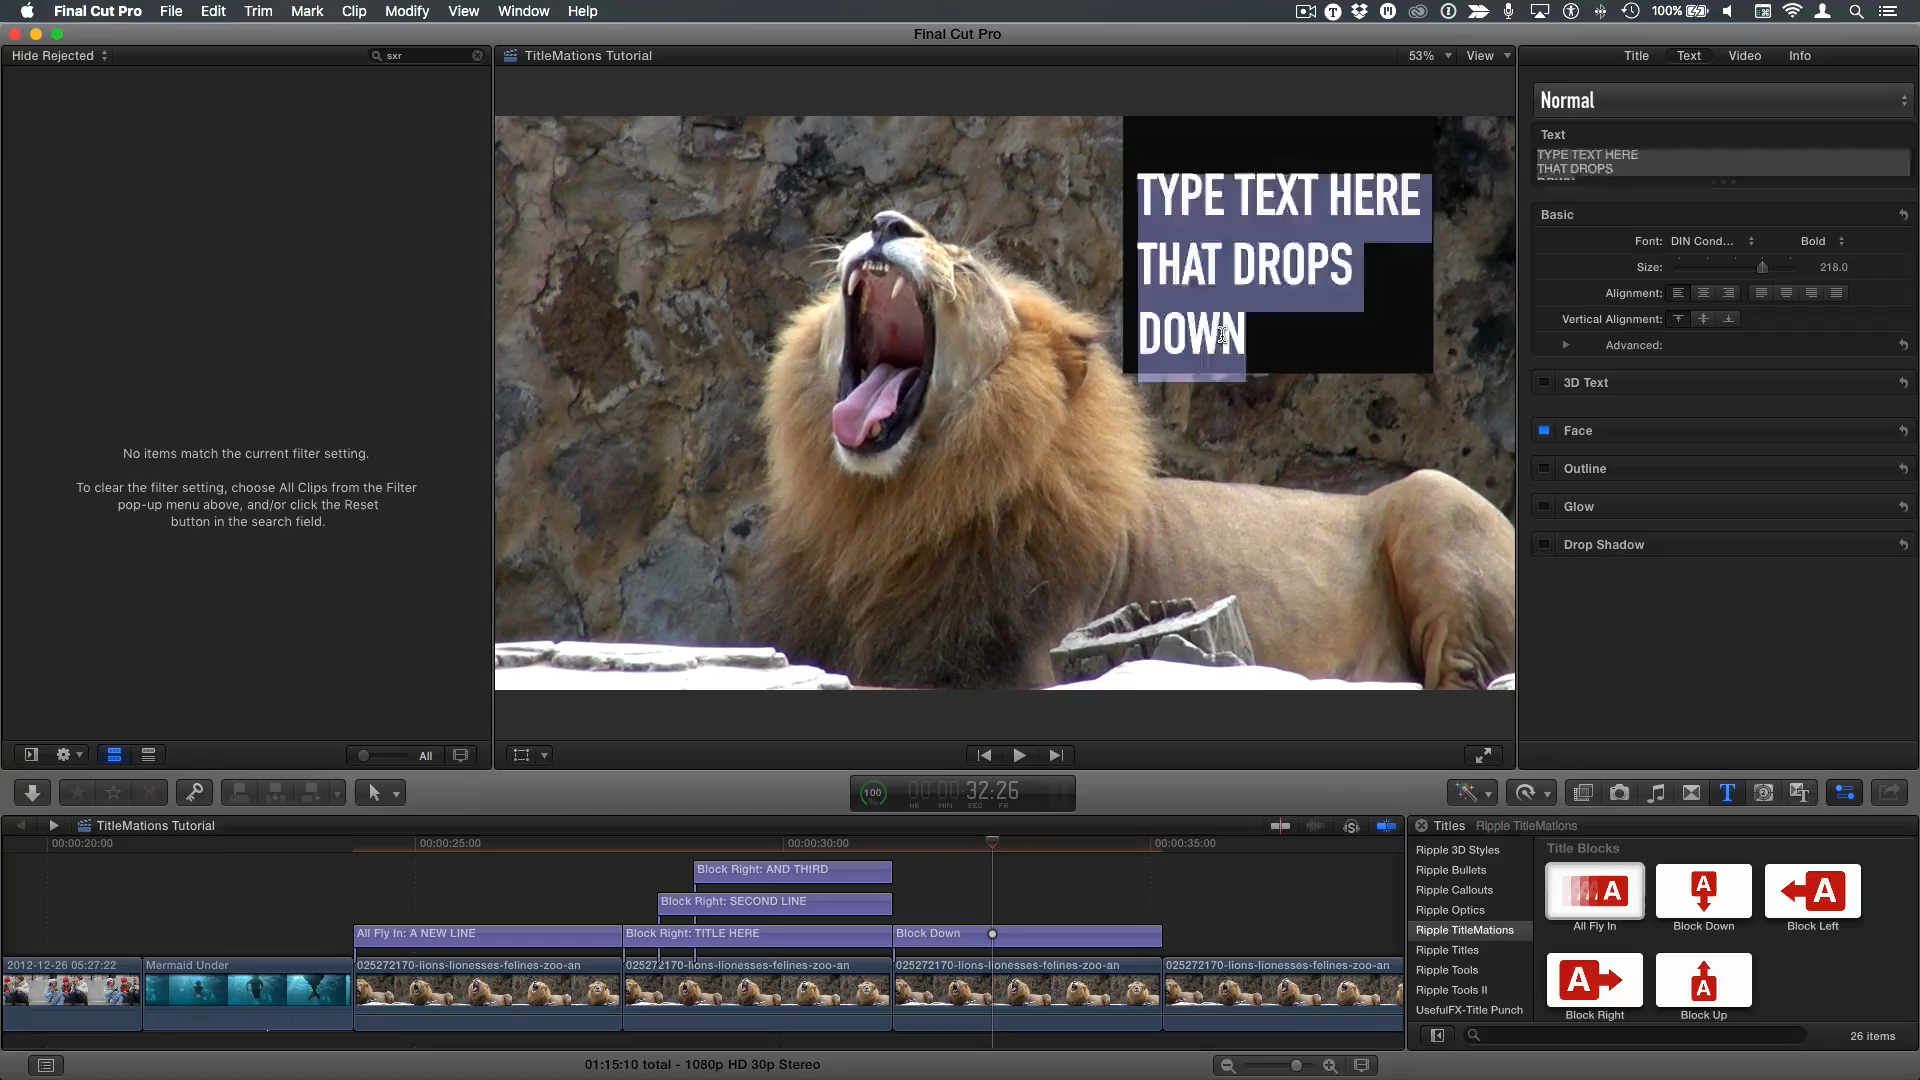 Final Cut Pro File Edit Trim Mark Clip Modify View Window Help
100%
Final Cut Pro
Hide Rejected
sxr
TitleMations Tutorial
53%
View
Title
Text
Video
Info
No items match the current filter setting.
To clear the filter setting, choose All Clips from the Filter
pop-up menu above, and/or click the Reset
button in the search field.
TYPE TEXT HERE
THAT DROPS
DOWN
Normal
Text
TYPE TEXT HERE
THAT DROPS
DOWN
Basic
Font: DIN Cond... Bold
Size: 218.0
Alignment:
Vertical Alignment:
Advanced:
3D Text
Face
Outline
Glow
Drop Shadow
All
100
%
00:00:32:26
HR MIN SEC FR
TitleMations Tutorial
00:00:20:00
00:00:25:00
00:00:30:00
00:00:35:00
Block Right: AND THIRD
Block Right: SECOND LINE
All Fly In: A NEW LINE
Block Right: TITLE HERE
Block Down
2012-12-26 05:27:22
Mermaid Under
025272170-lions-lionesses-felines-zoo-an
025272170-lions-lionesses-felines-zoo-an
025272170-lions-lionesses-felines-zoo-an
025272170-lions-lionesses-felines-zoo-an
01:15:10 total - 1080p HD 30p Stereo
Titles Ripple TitleMations
Ripple 3D Styles
Ripple Bullets
Ripple Callouts
Ripple Optics
Ripple TitleMations
Ripple Titles
Ripple Tools
Ripple Tools II
UsefulFX-Title Punch
Title Blocks
A
All Fly In
A
Block Down
A
Block Left
A
Block Right
A
Block Up
26 items